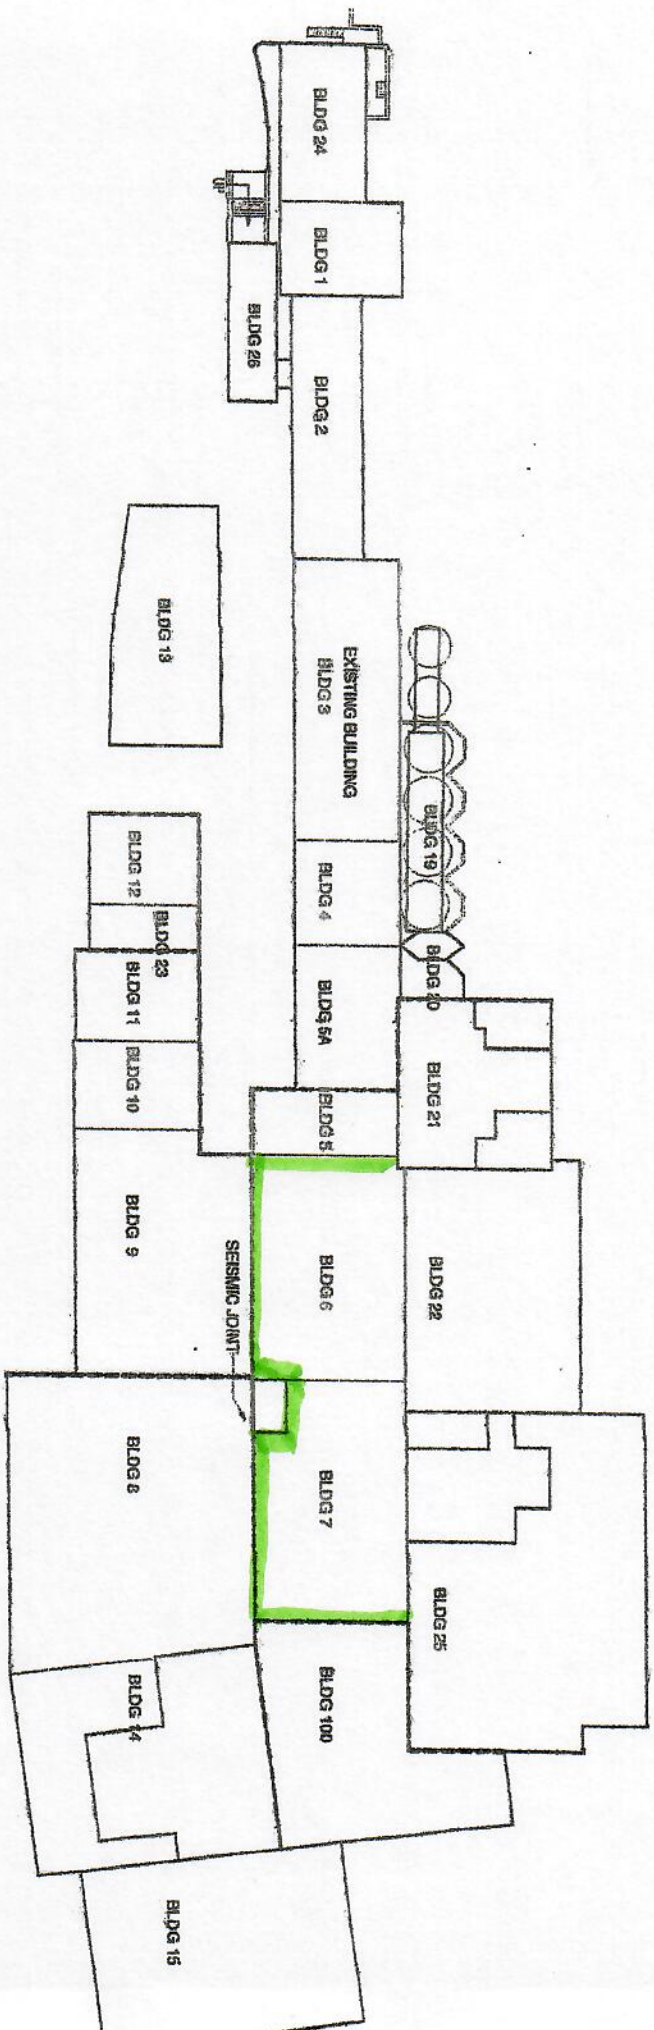 BLDG 24
UP
BLDG 1
BLDG 26
BLDG 2
BLDG 13
EXISTING BUILDING
BLDG 3
BLDG 19
BLDG 12
BLDG 4
BLDG 23
BLDG 20
BLDG 11
BLDG 5A
BLDG 10
BLDG 21
BLDG 5
BLDG 9
BLDG 6
BLDG 22
SEISMIC JOINT
BLDG 8
BLDG 7
BLDG 25
BLDG 14
BLDG 100
BLDG 15